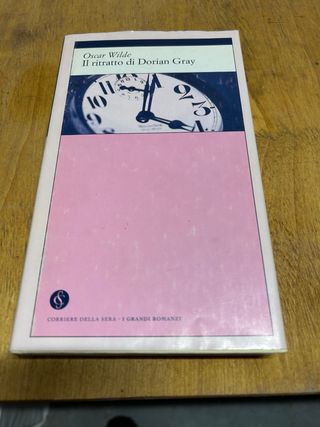 Oscar Wilde
Il ritratto di Dorian Gray
CORRIERE DELLA SERA - I GRANDI ROMANZI